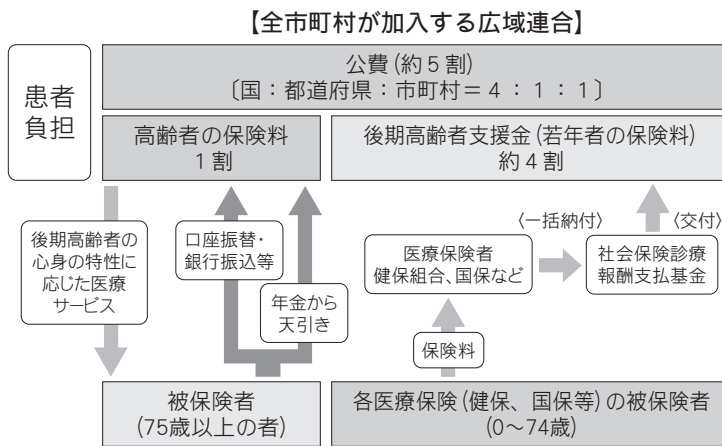 【全市町村が加入する広域連合】
患者
負担
公費(約5割)
〔国：都道府県：市町村＝4：1：1〕
高齢者の保険料
1割
後期高齢者支援金(若年者の保険料)
約4割
後期高齢者の
心身の特性に
応じた医療
サービス
口座振替・
銀行振込等
年金から
天引き
医療保険者
健保組合、国保など
〈一括納付〉
社会保険診療
報酬支払基金
〈交付〉
保険料
被保険者
(75歳以上の者)
各医療保険(健保、国保等)の被保険者
(0～74歳)